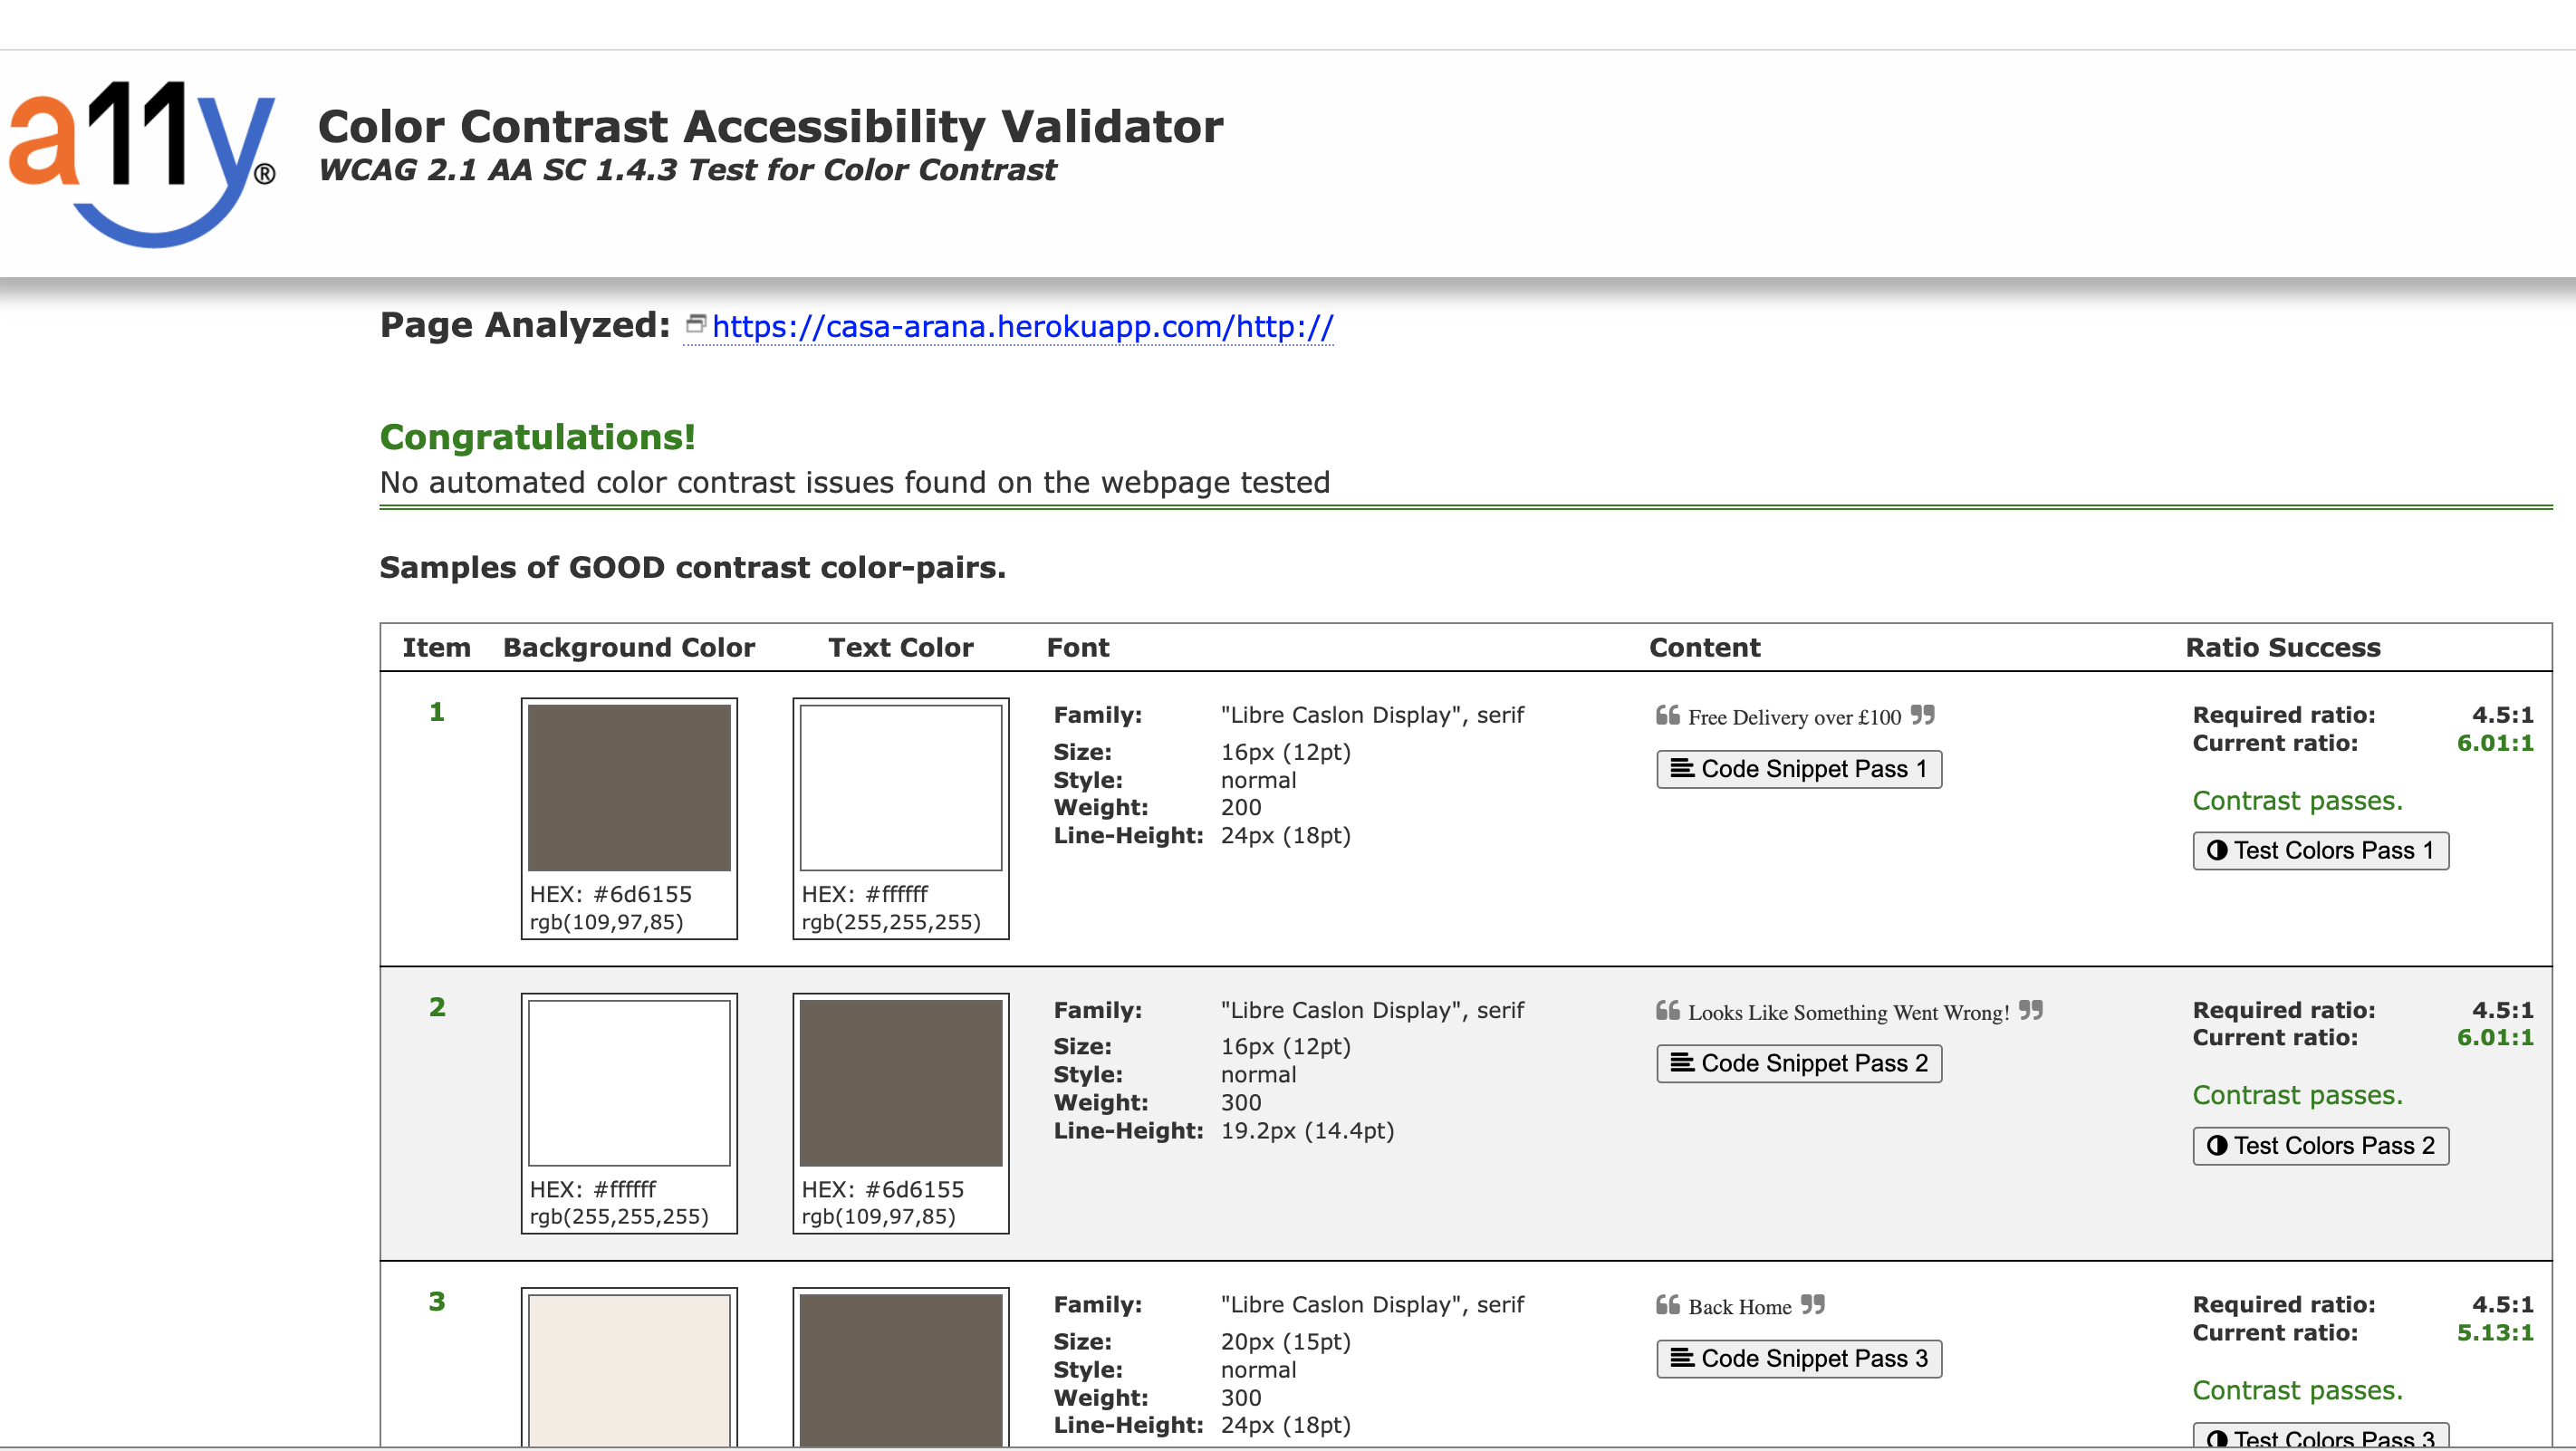 a11y®
Color Contrast Accessibility Validator
WCAG 2.1 AA SC 1.4.3 Test for Color Contrast
Page Analyzed: https://casa-arana.herokuapp.com/http://
Congratulations!
No automated color contrast issues found on the webpage tested
Samples of GOOD contrast color-pairs.
Item Background Color Text Color Font Content Ratio Success
1
HEX: #6d6155
rgb(109,97,85)
HEX: #ffffff
rgb(255,255,255)
Family: "Libre Caslon Display", serif
Size: 16px (12pt)
Style: normal
Weight: 200
Line-Height: 24px (18pt)
❝ Free Delivery over £100 ❞
Code Snippet Pass 1
Required ratio: 4.5:1
Current ratio: 6.01:1
Contrast passes.
Test Colors Pass 1
2
HEX: #ffffff
rgb(255,255,255)
HEX: #6d6155
rgb(109,97,85)
Family: "Libre Caslon Display", serif
Size: 16px (12pt)
Style: normal
Weight: 300
Line-Height: 19.2px (14.4pt)
❝ Looks Like Something Went Wrong! ❞
Code Snippet Pass 2
Required ratio: 4.5:1
Current ratio: 6.01:1
Contrast passes.
Test Colors Pass 2
3
Family: "Libre Caslon Display", serif
Size: 20px (15pt)
Style: normal
Weight: 300
Line-Height: 24px (18pt)
❝ Back Home ❞
Code Snippet Pass 3
Required ratio: 4.5:1
Current ratio: 5.13:1
Contrast passes.
Test Colors Pass 3